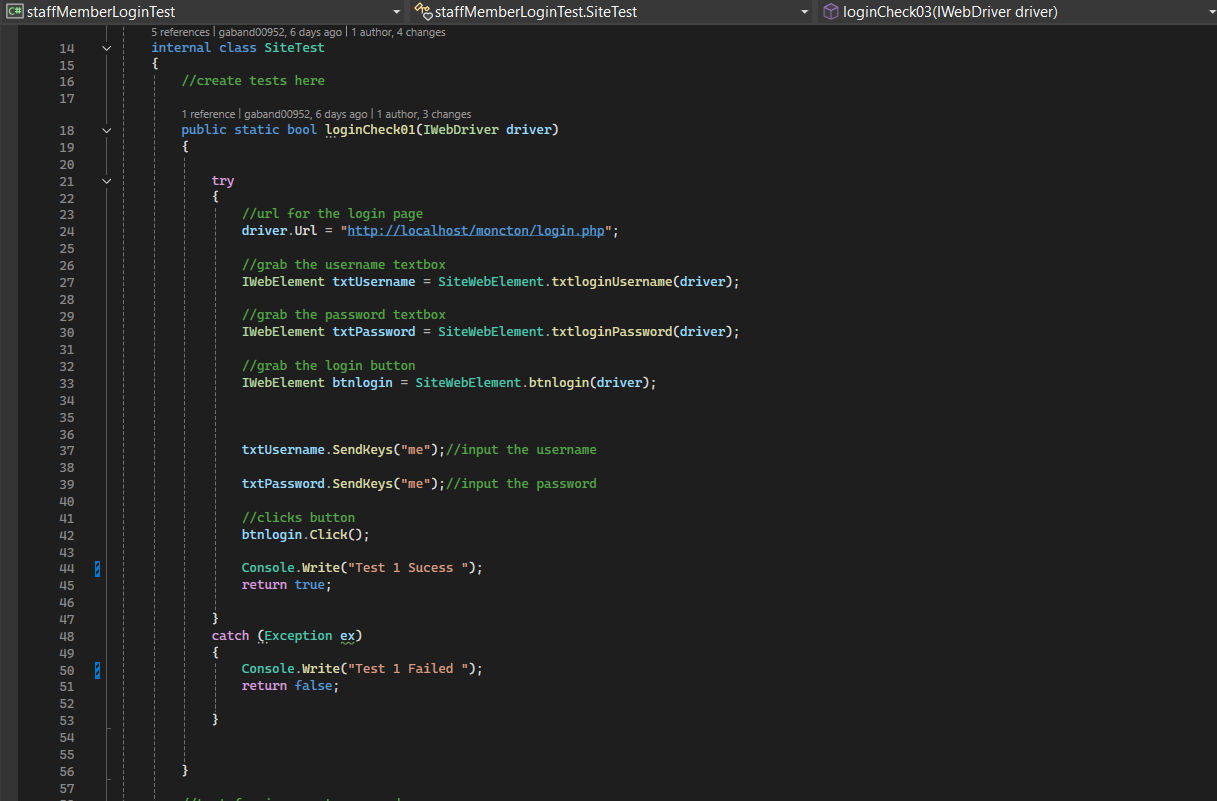 C# staffMemberLoginTest staffMemberLoginTest.SiteTest loginCheck03(IWebDriver driver)
5 references | gaband00952, 6 days ago | 1 author, 4 changes
14 internal class SiteTest
15 {
16 //create tests here
17
1 reference | gaband00952, 6 days ago | 1 author, 3 changes
18 public static bool loginCheck01(IWebDriver driver)
19 {
20
21 try
22 {
23 //url for the login page
24 driver.Url = "http://localhost/moncton/login.php";
25
26 //grab the username textbox
27 IWebElement txtUsername = SiteWebElement.txtloginUsername(driver);
28
29 //grab the password textbox
30 IWebElement txtPassword = SiteWebElement.txtloginPassword(driver);
31
32 //grab the login button
33 IWebElement btnlogin = SiteWebElement.btnlogin(driver);
34
35
36
37 txtUsername.SendKeys("me");//input the username
38
39 txtPassword.SendKeys("me");//input the password
40
41 //clicks button
42 btnlogin.Click();
43
44 Console.Write("Test 1 Sucess ");
45 return true;
46
47 }
48 catch (Exception ex)
49 {
50 Console.Write("Test 1 Failed ");
51 return false;
52
53 }
54
55
56 }
57